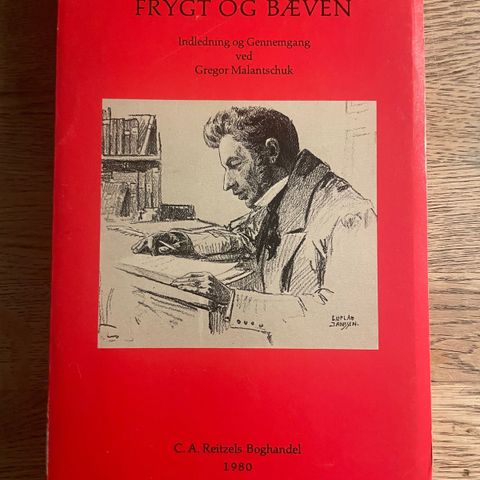 FRYGT OG BÆVEN
Indledning og Gennemgang
ved
Gregor Malantschuk
LUPLAU
JANSSEN.
C. A. Reitzels Boghandel
1980